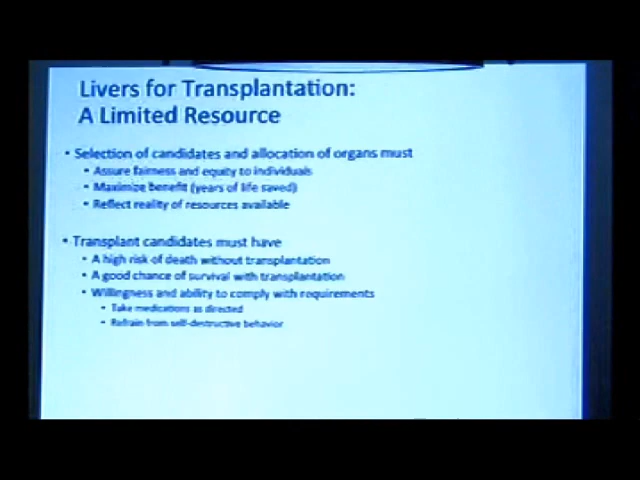 Livers for Transplantation:
A Limited Resource
• Selection of candidates and allocation of organs must
• Assure fairness and equity to individuals
• Maximize benefit (years of life saved)
• Reflect reality of resources available
• Transplant candidates must have
• A high risk of death without transplantation
• A good chance of survival with transplantation
• Willingness and ability to comply with requirements
• Take medications as directed
• Refrain from self-destructive behavior